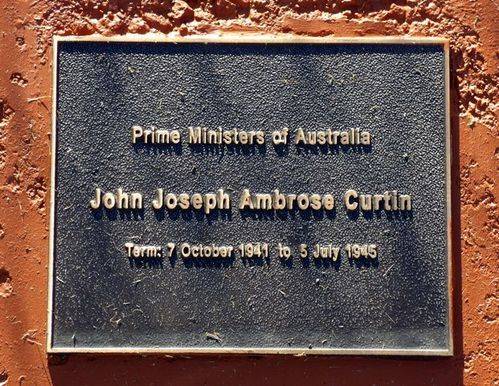 Prime Ministers of Australia
John Joseph Ambrose Curtin
Term: 7 October 1941 to 5 July 1945